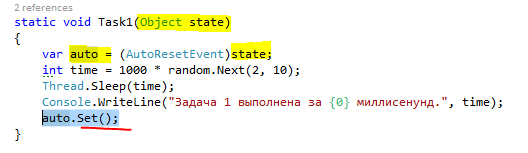 2 references
static void Task1(Object state)
{
var auto = (AutoResetEvent)state;
int time = 1000 * random.Next(2, 10);
Thread.Sleep(time);
Console.WriteLine("Задача 1 выполнена за {0} миллисенунд.", time);
auto.Set();
}